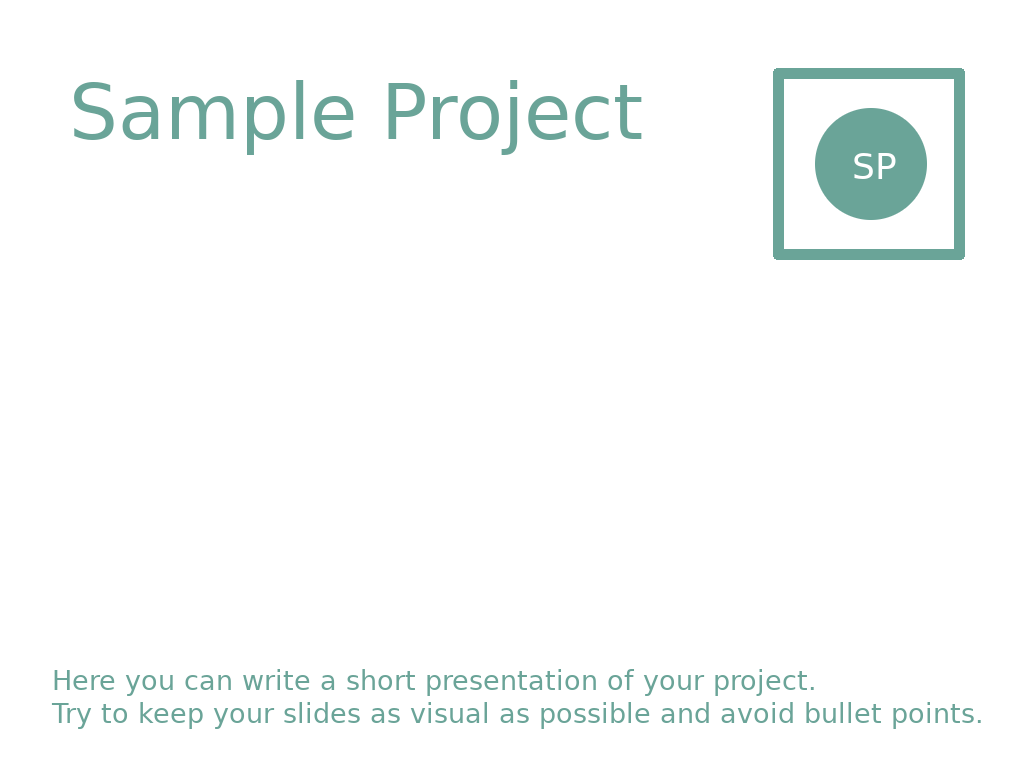 Sample Project
SP
Here you can write a short presentation of your project.
Try to keep your slides as visual as possible and avoid bullet points.